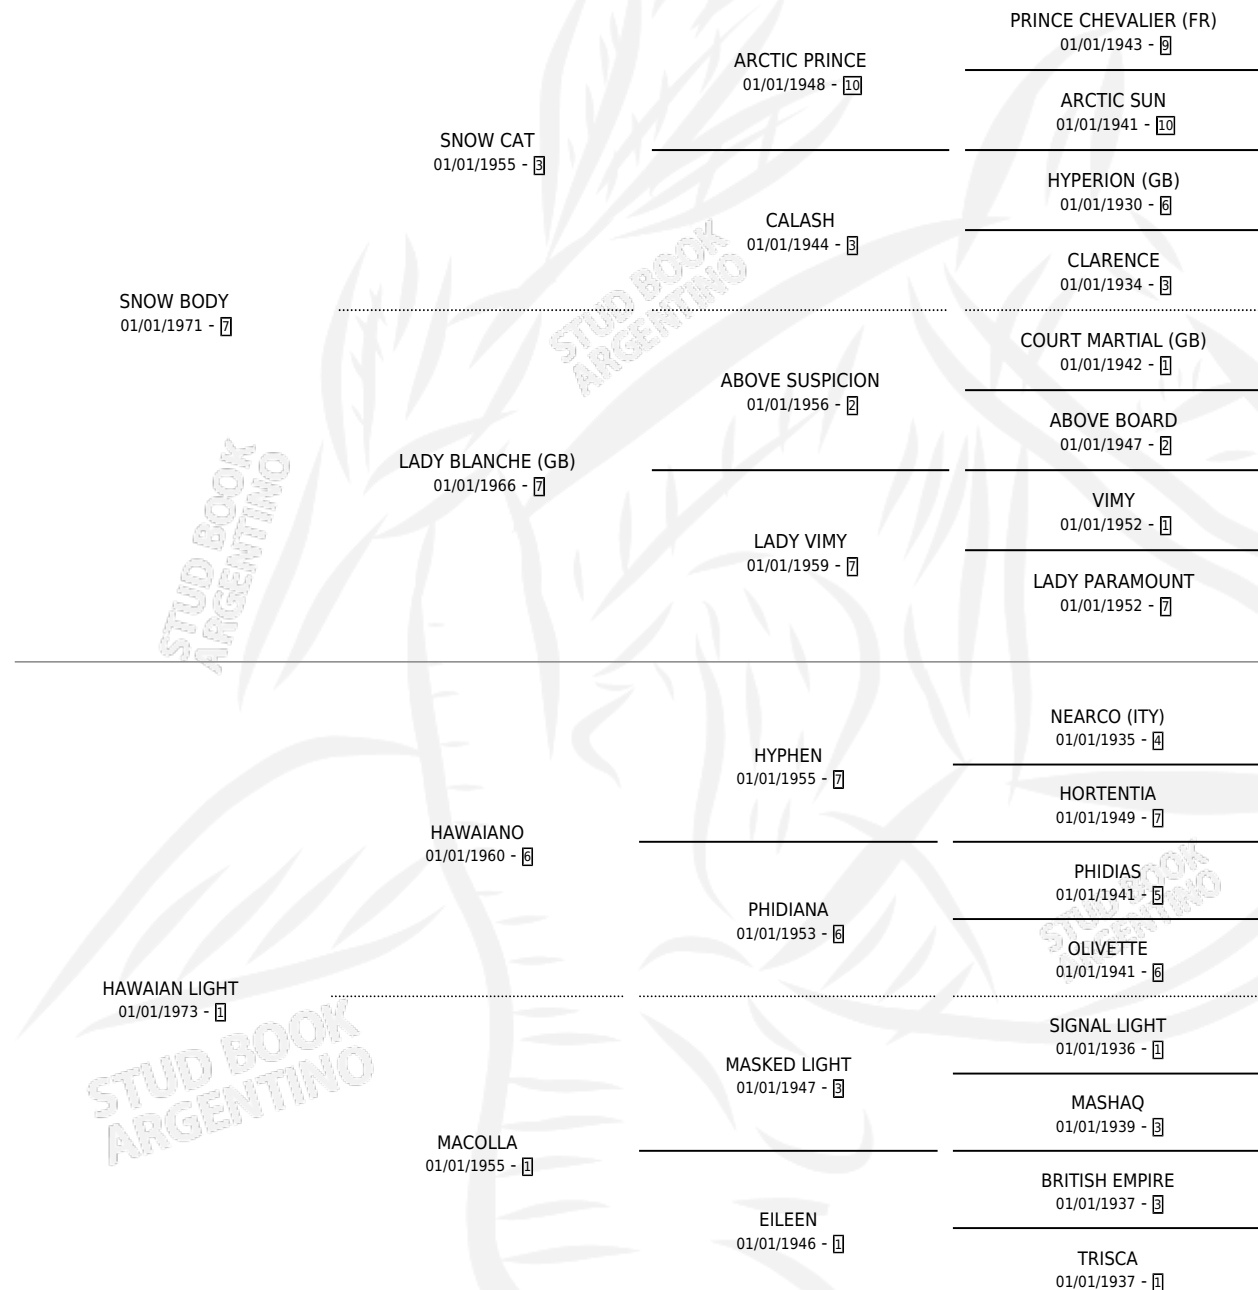 PRINCE CHEVALIER (FR)
01/01/1943 - 9
ARCTIC PRINCE
01/01/1948 - 10
ARCTIC SUN
01/01/1941 - 10
SNOW CAT
01/01/1955 - 3
HYPERION (GB)
01/01/1930 - 6
CALASH
01/01/1944 - 3
CLARENCE
01/01/1934 - 3
SNOW BODY
01/01/1971 - 7
STUD BOOK
ARGENTINO
COURT MARTIAL (GB)
01/01/1942 - 1
ABOVE SUSPICION
01/01/1956 - 2
ABOVE BOARD
01/01/1947 - 2
LADY BLANCHE (GB)
01/01/1966 - 7
VIMY
01/01/1952 - 1
LADY VIMY
01/01/1959 - 7
LADY PARAMOUNT
01/01/1952 - 7
STUD BOOK
ARGENTINO
NEARCO (ITY)
01/01/1935 - 4
HYPHEN
01/01/1955 - 7
HORTENTIA
01/01/1949 - 7
HAWAIANO
01/01/1960 - 6
PHIDIAS
01/01/1941 - 5
PHIDIANA
01/01/1953 - 6
STUD BOOK
ARGENTINO
OLIVETTE
01/01/1941 - 6
HAWAIAN LIGHT
01/01/1973 - 1
SIGNAL LIGHT
01/01/1936 - 1
MASKED LIGHT
01/01/1947 - 3
STUD BOOK
ARGENTINO
MASHAQ
01/01/1939 - 3
MACOLLA
01/01/1955 - 1
BRITISH EMPIRE
01/01/1937 - 3
EILEEN
01/01/1946 - 1
TRISCA
01/01/1937 - 1